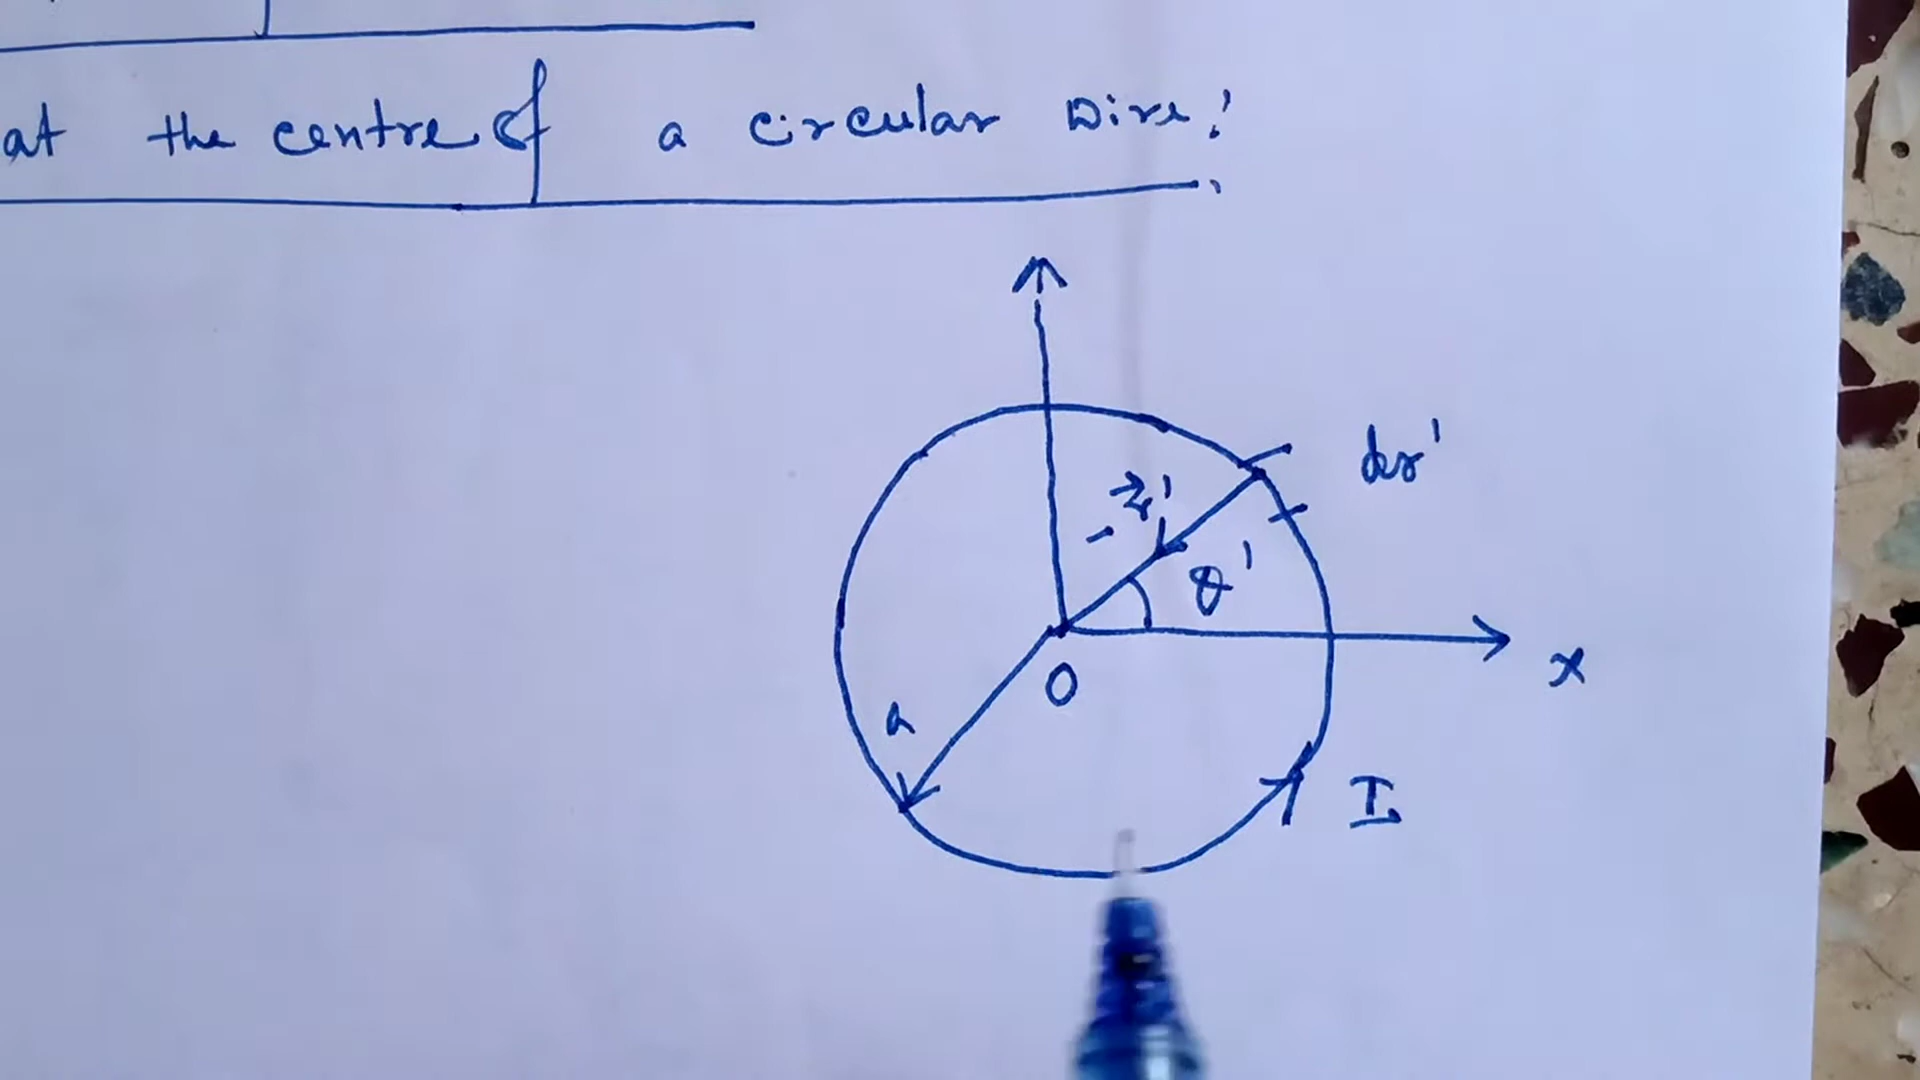 at the centre of a circular wire :
dr'
- r⃗'
θ'
O
x
a
I